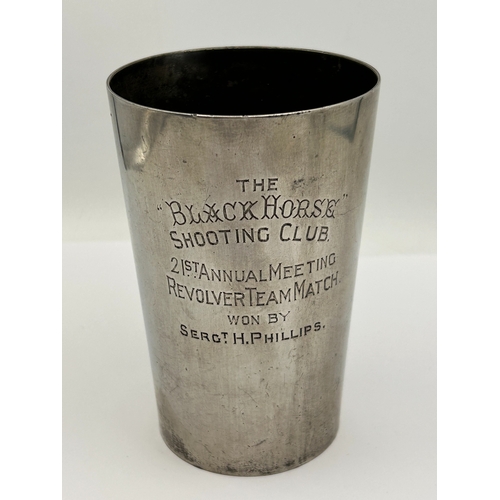 THE
"BLACK HORSE"
SHOOTING CLUB.
21ST ANNUAL MEETING
REVOLVER TEAM MATCH.
WON BY
SERGT. H. PHILLIPS.